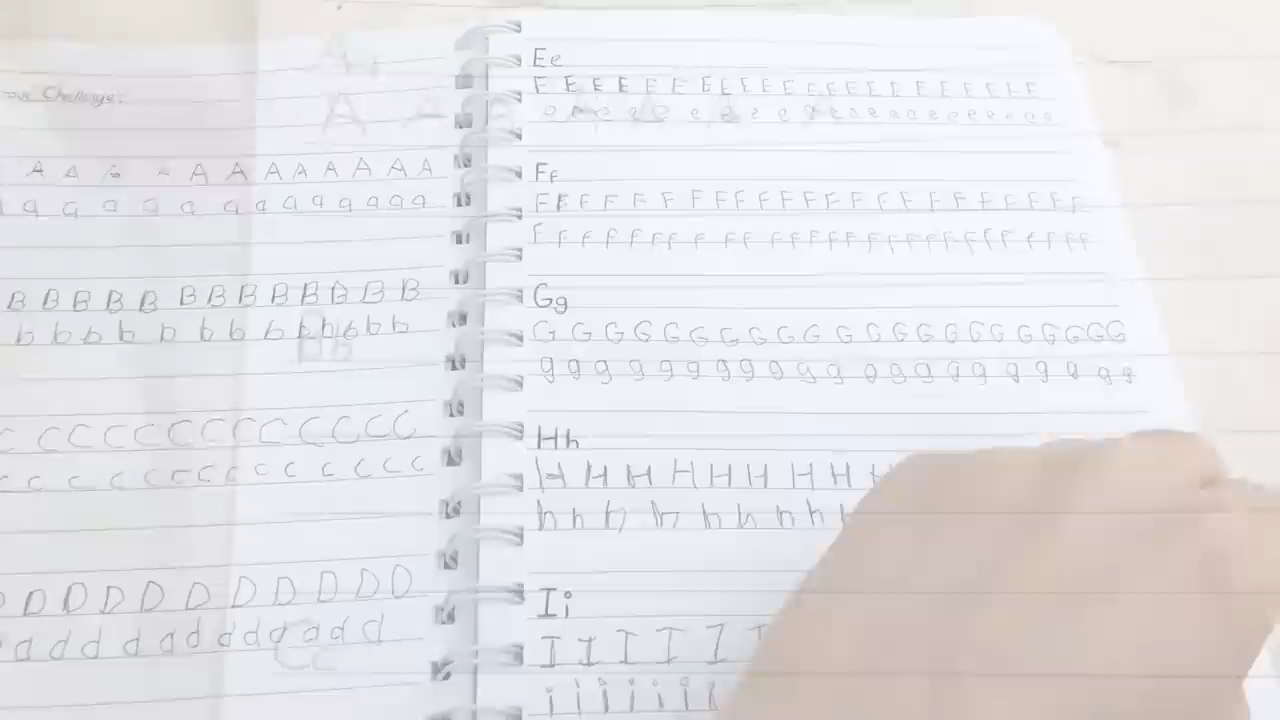 Challenge:
A A A A A A A A A A A A A
a a a a a a a a a a a a a
B B B B B B B B B B B B B
b b b b b b b b b b b b
C C C C C C C C C C C C C
c c c c c c c c c c c c c
D D D D D D D D D D D
d d d d d d d d d d d
Ee
E E E E E E E E E E E E E E E E E E E E
e e e e e e e e e e e e e e e e e e e e
Ff
F F F F F F F F F F F F F F F F F F F F F F
F F F F F F F F F F F F F F F F F F F F F F F F
Gg
G G G G G G G G G G G G G G G G G G G G G
g g g g g g g g g g g g g g g g g g g g g
Hh
H H H H H H H H
h h h h h h h h
Ii
I I I I I
i i i i i i